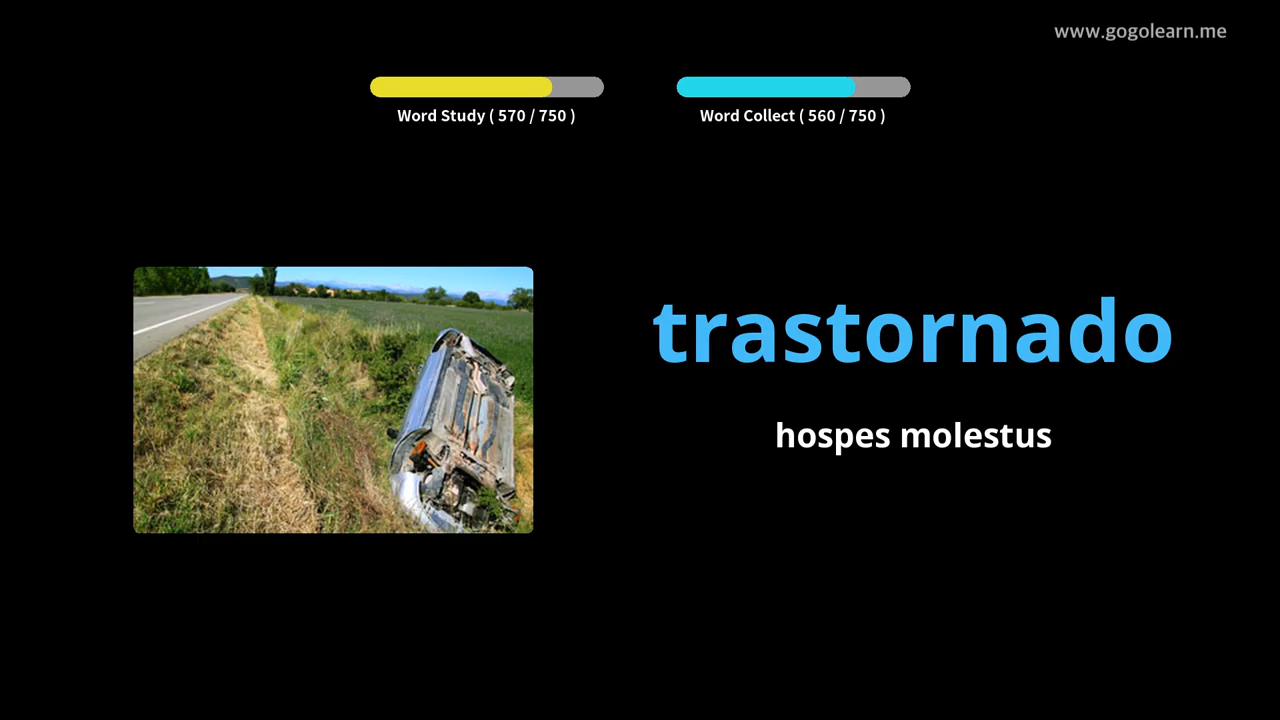 www.gogolearn.me
Word Study ( 570 / 750 )
Word Collect ( 560 / 750 )
trastornado
hospes molestus